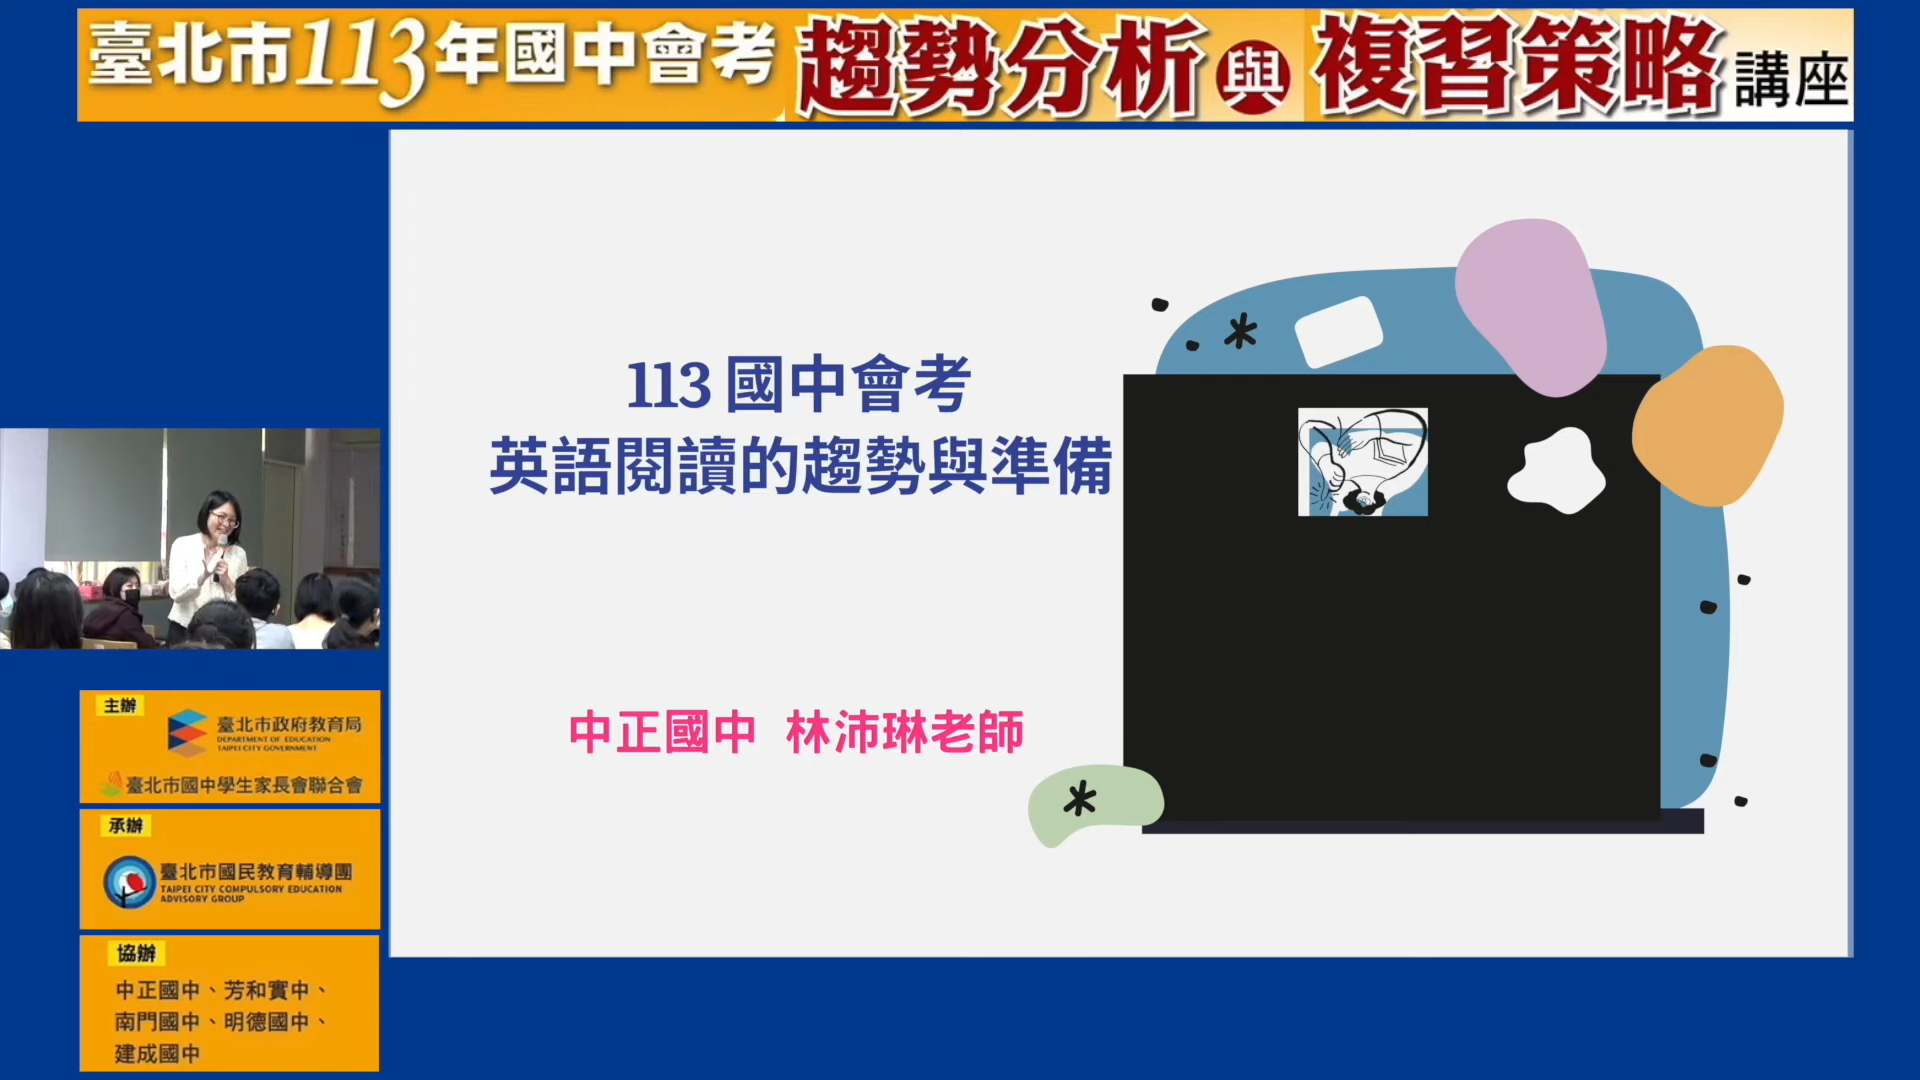 臺北市113年國中會考 趨勢分析與複習策略講座
113 國中會考
英語閱讀的趨勢與準備
中正國中 林沛琳老師
主辦
臺北市政府教育局
DEPARTMENT OF EDUCATION
TAIPEI CITY GOVERNMENT
臺北市國中學生家長會聯合會
承辦
臺北市國民教育輔導團
TAIPEI CITY COMPULSORY EDUCATION
ADVISORY GROUP
協辦
中正國中、芳和實中、
南門國中、明德國中、
建成國中